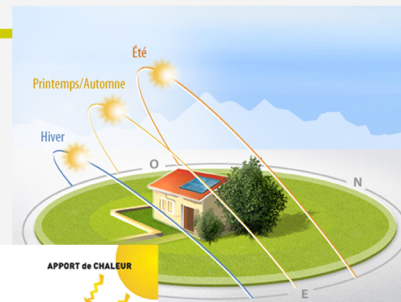 Été
Printemps/Automne
Hiver
O
N
E
APPORT de CHALEUR